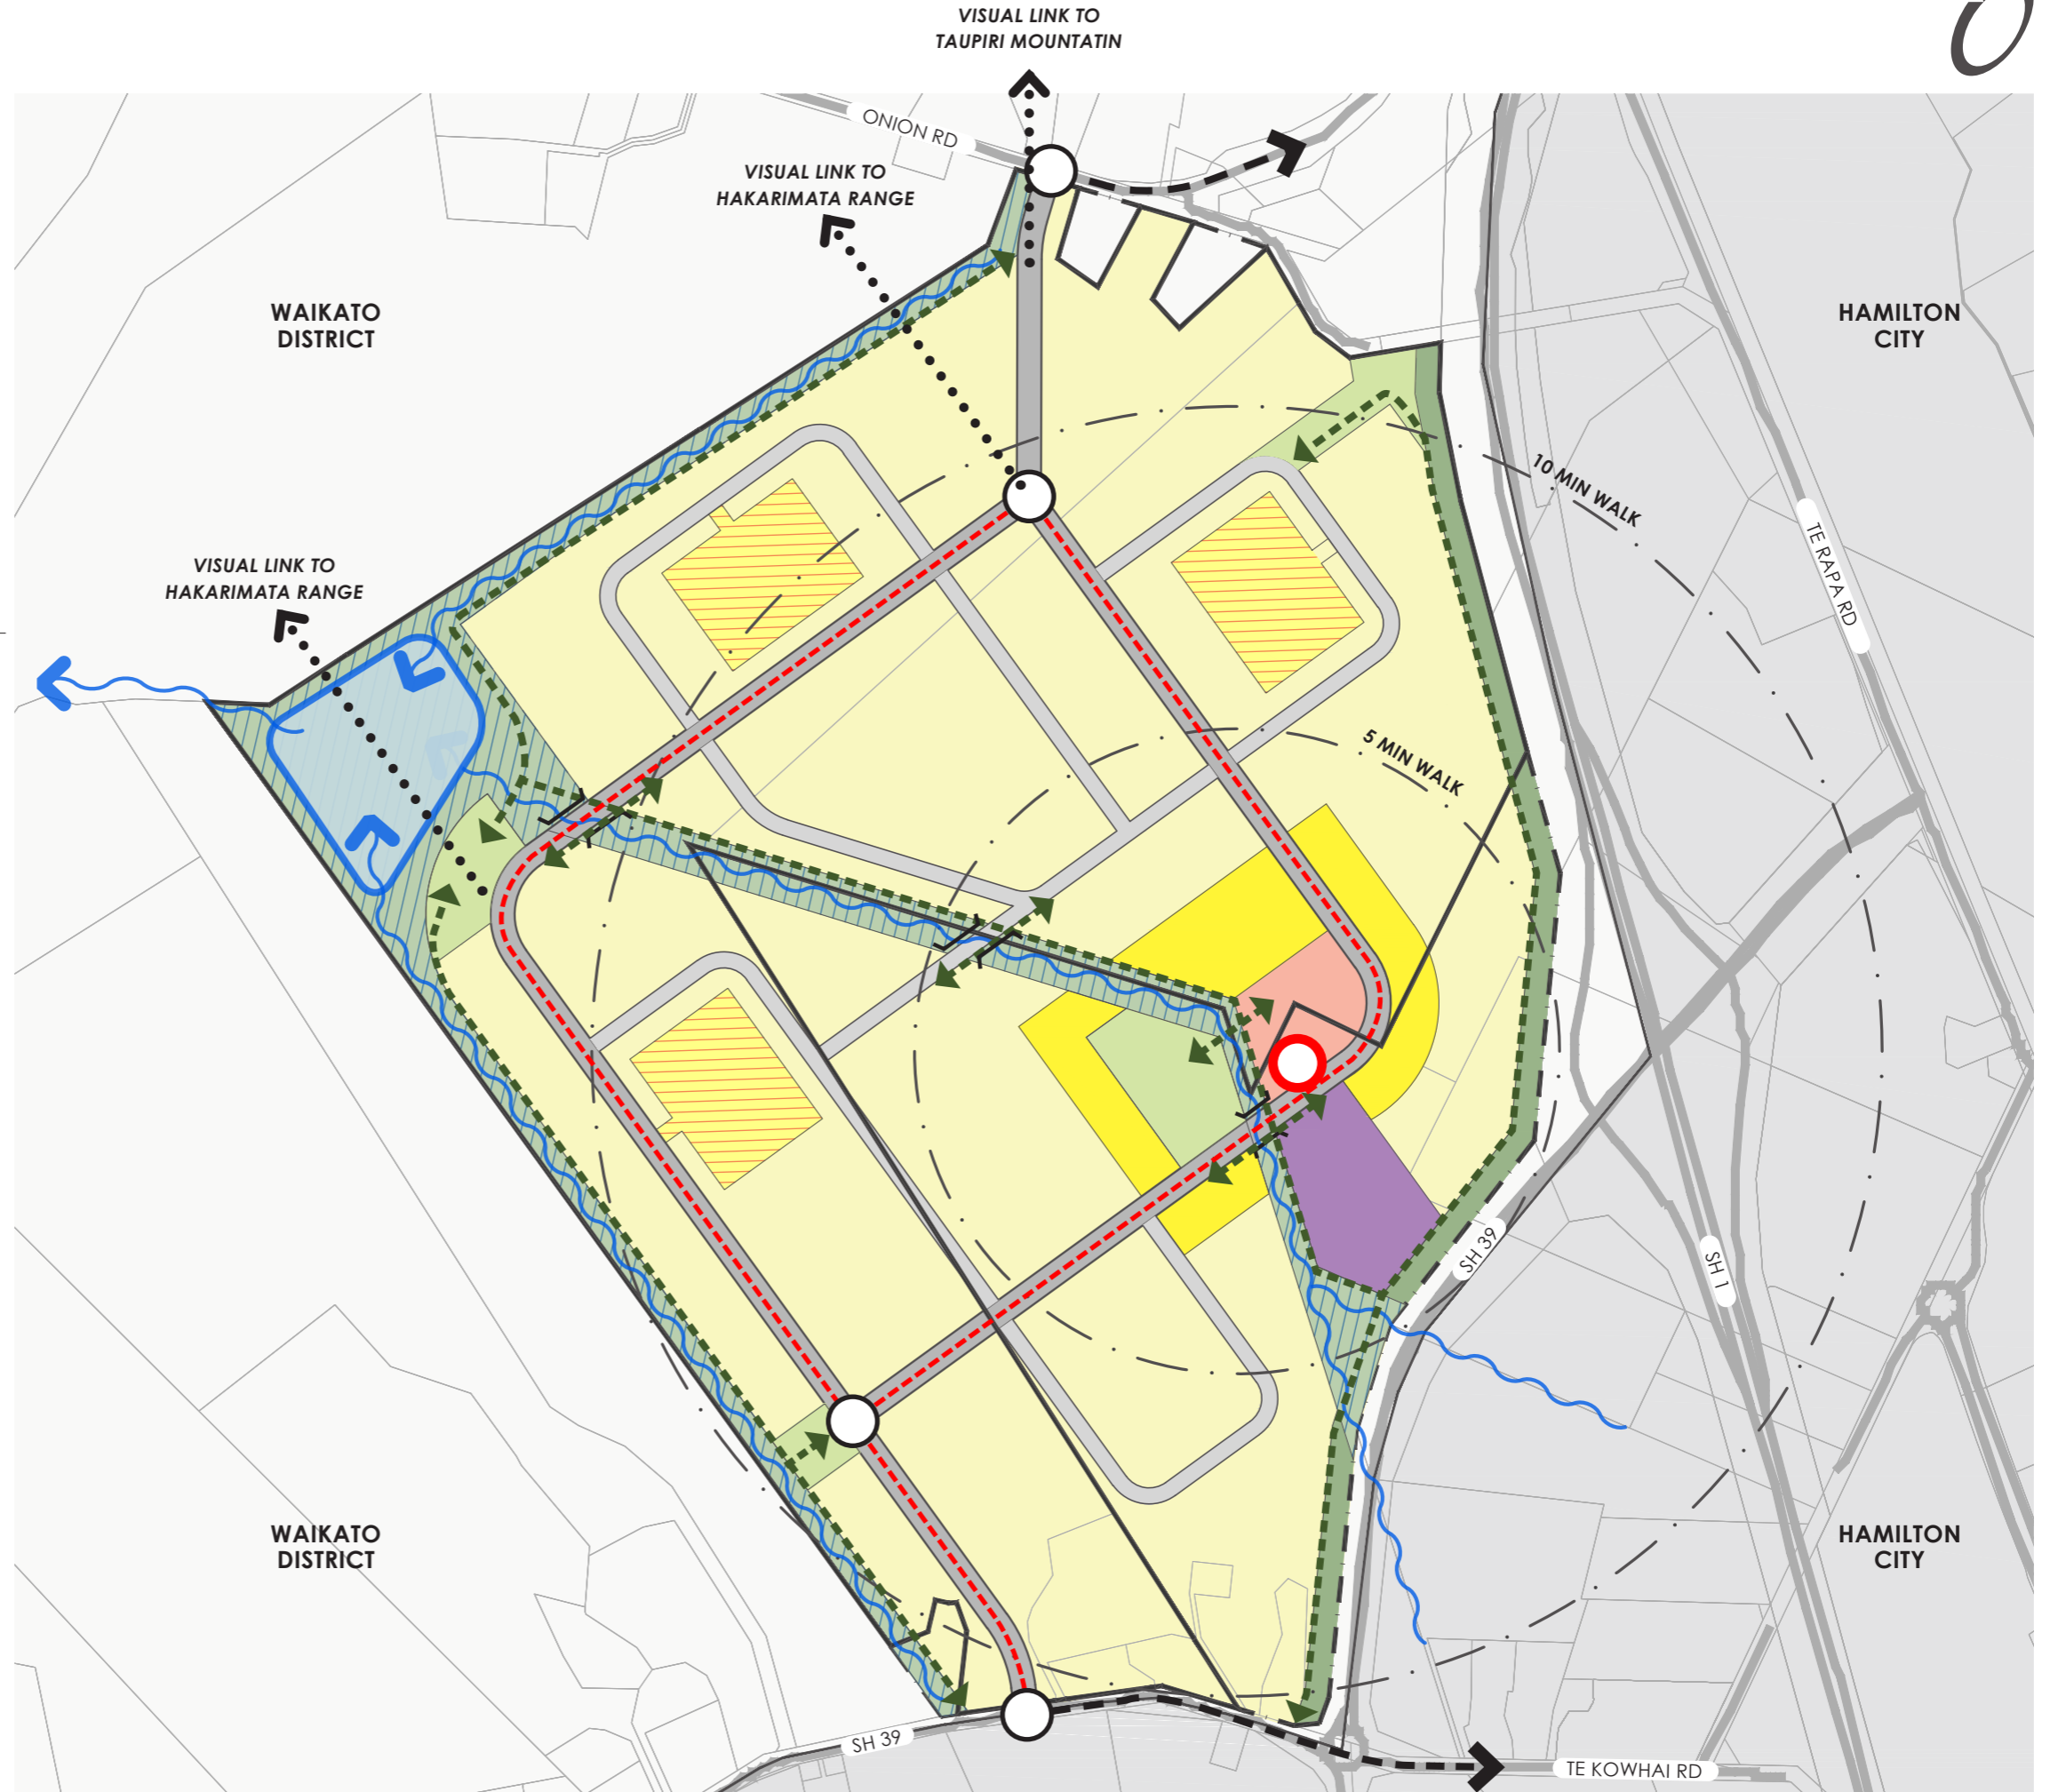 VISUAL LINK TO
TAUPIRI MOUNTATIN
ONION RD
VISUAL LINK TO
HAKARIMATA RANGE
WAIKATO
DISTRICT
HAMILTON
CITY
10 MIN WALK
TE RAPA RD
VISUAL LINK TO
HAKARIMATA RANGE
5 MIN WALK
SH 39
SH 1
WAIKATO
DISTRICT
HAMILTON
CITY
SH 39
TE KOWHAI RD